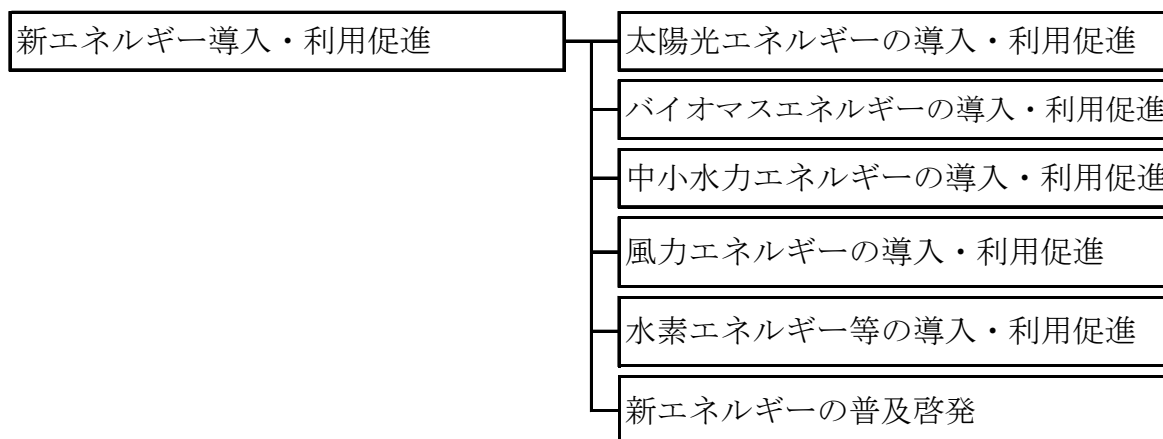 新エネルギー導入・利用促進
太陽光エネルギーの導入・利用促進
バイオマスエネルギーの導入・利用促進
中小水力エネルギーの導入・利用促進
風力エネルギーの導入・利用促進
水素エネルギー等の導入・利用促進
新エネルギーの普及啓発